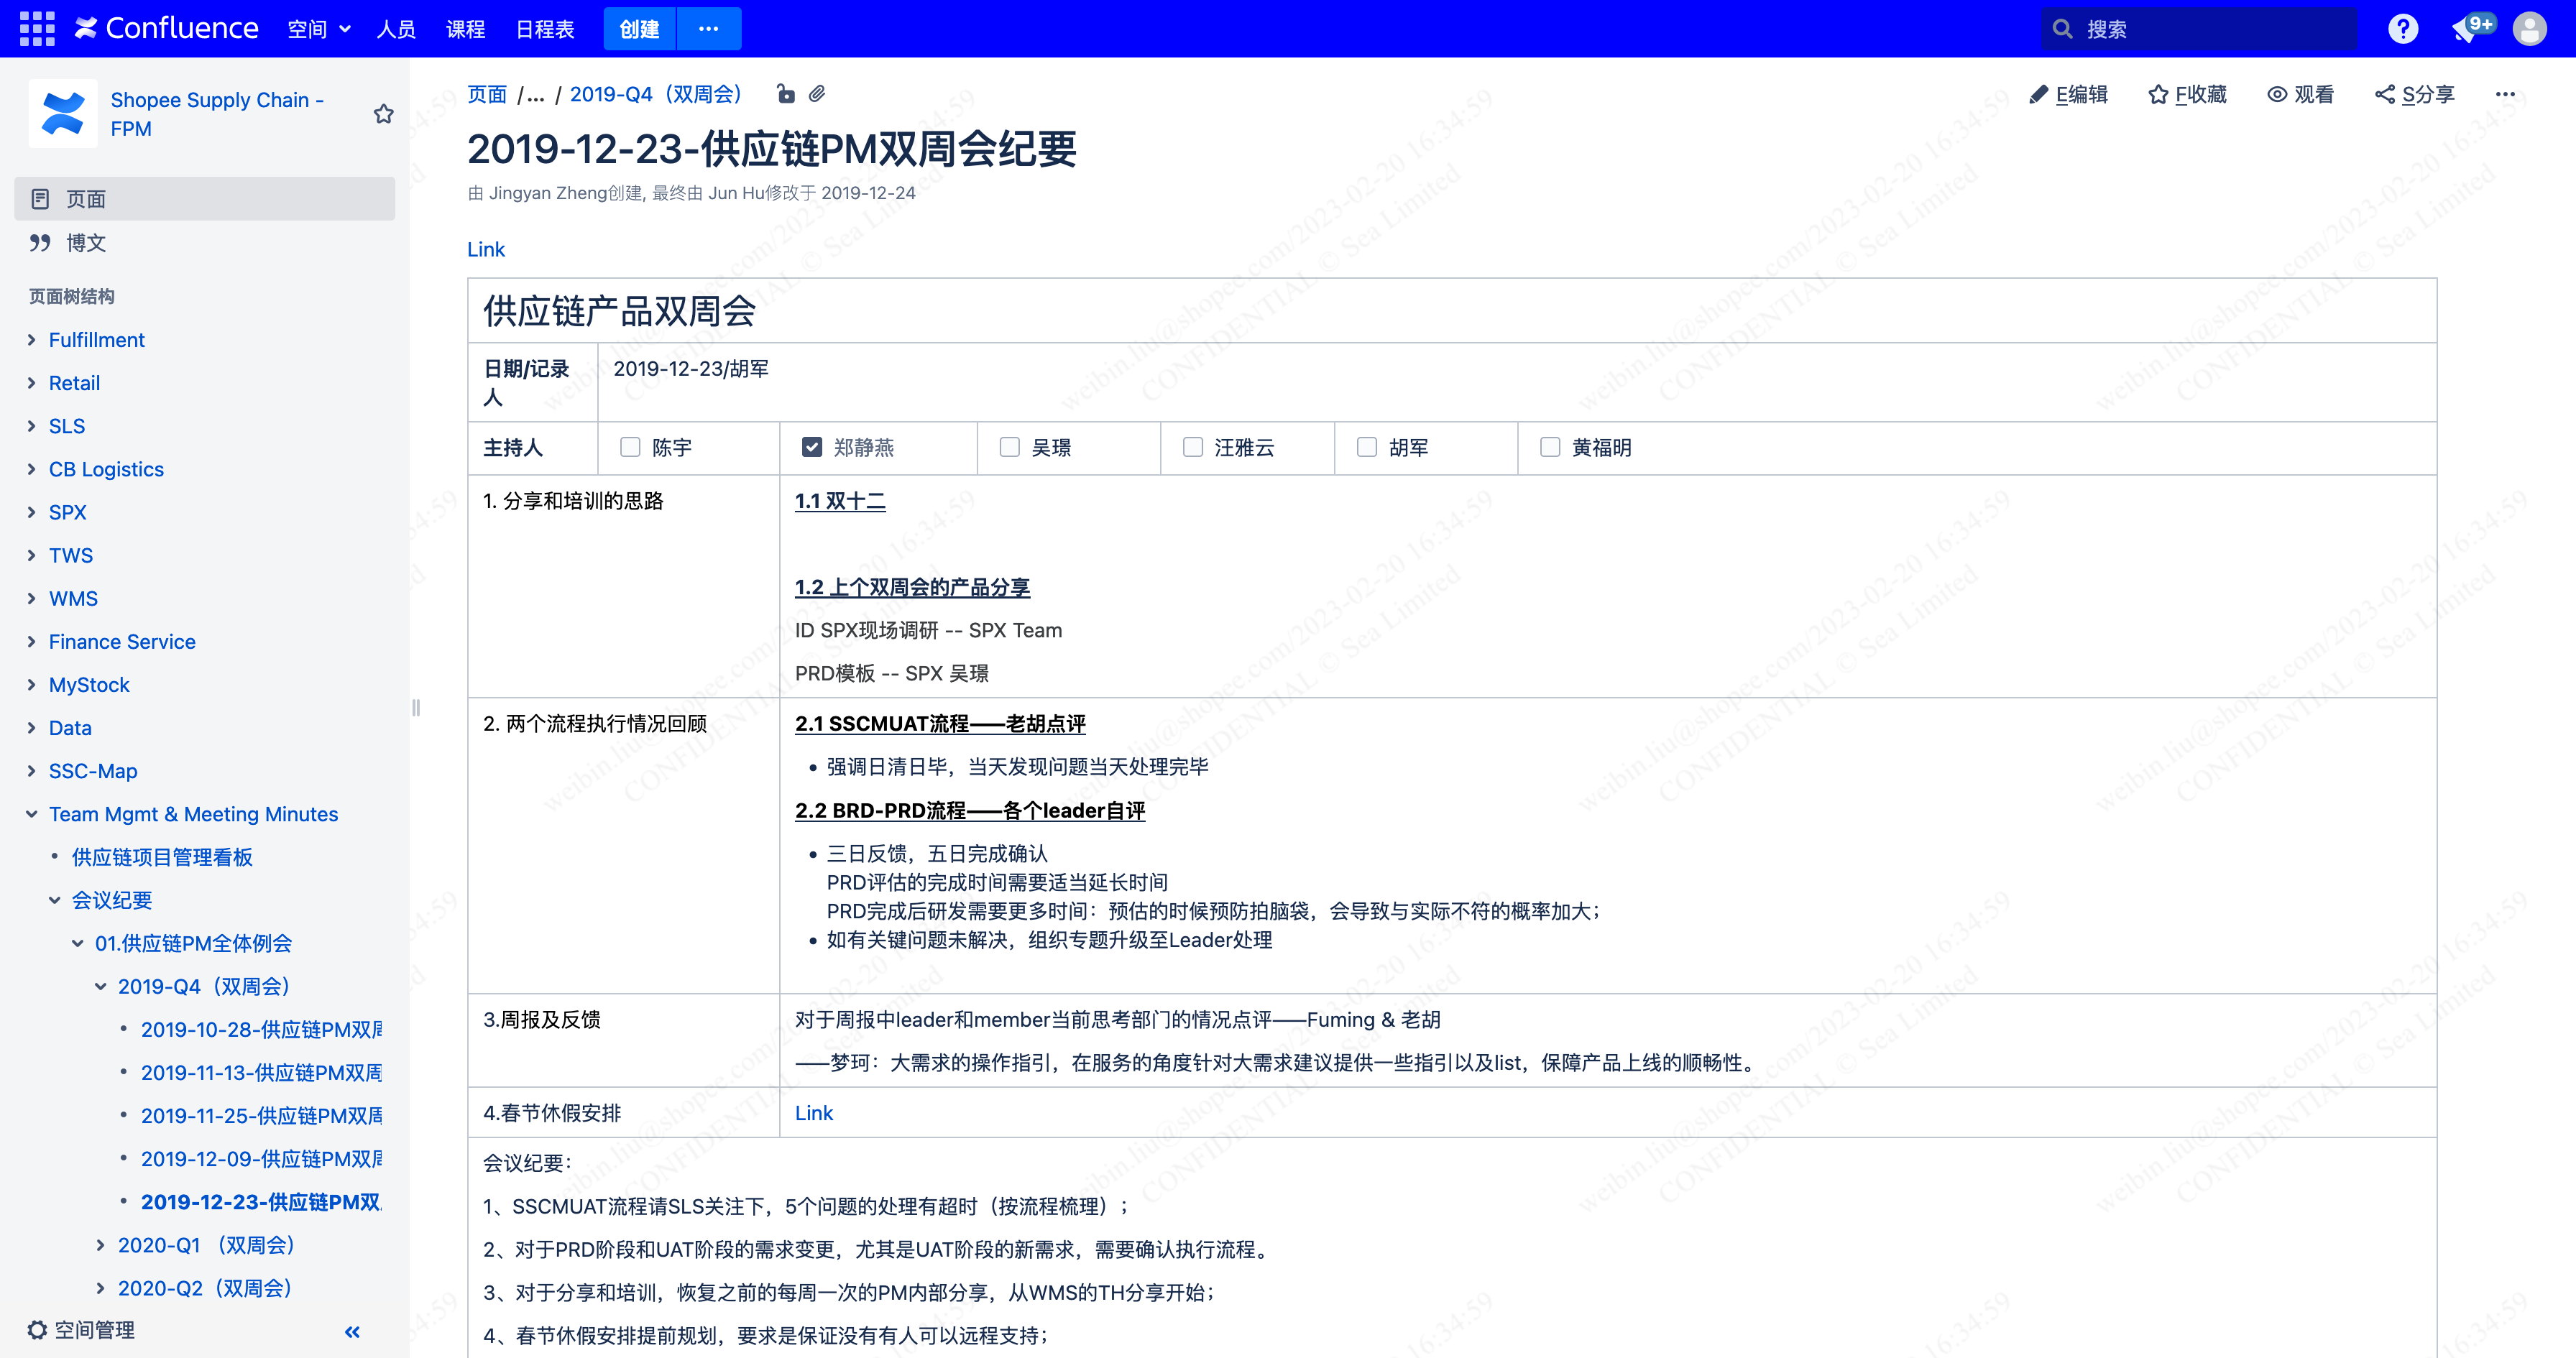 Confluence 空间 人员 课程 日程表 创建 ··· 搜索 9+
Shopee Supply Chain -
FPM
页面
博文
页面树结构
Fulfillment
Retail
SLS
CB Logistics
SPX
TWS
WMS
Finance Service
MyStock
Data
SSC-Map
Team Mgmt & Meeting Minutes
供应链项目管理看板
会议纪要
01.供应链PM全体例会
2019-Q4（双周会）
2019-10-28-供应链PM双周
2019-11-13-供应链PM双周
2019-11-25-供应链PM双周
2019-12-09-供应链PM双周
2019-12-23-供应链PM双
2020-Q1 （双周会）
2020-Q2（双周会）
空间管理
页面 /... / 2019-Q4（双周会）
E编辑 F收藏 观看 S分享 ···
2019-12-23-供应链PM双周会纪要
由 Jingyan Zheng创建, 最终由 Jun Hu修改于 2019-12-24
Link
供应链产品双周会
日期/记录
人
2019-12-23/胡军
主持人 陈宇 郑静燕 吴璟 汪雅云 胡军 黄福明
1. 分享和培训的思路
1.1 双十二
1.2 上个双周会的产品分享
ID SPX现场调研 -- SPX Team
PRD模板 -- SPX 吴璟
2. 两个流程执行情况回顾
2.1 SSCMUAT流程——老胡点评
• 强调日清日毕，当天发现问题当天处理完毕
2.2 BRD-PRD流程——各个leader自评
• 三日反馈，五日完成确认
PRD评估的完成时间需要适当延长时间
PRD完成后研发需要更多时间：预估的时候预防拍脑袋，会导致与实际不符的概率加大；
• 如有关键问题未解决，组织专题升级至Leader处理
3.周报及反馈
对于周报中leader和member当前思考部门的情况点评——Fuming & 老胡
——梦珂：大需求的操作指引，在服务的角度针对大需求建议提供一些指引以及list，保障产品上线的顺畅性。
4.春节休假安排
Link
会议纪要：
1、SSCMUAT流程请SLS关注下，5个问题的处理有超时（按流程梳理）；
2、对于PRD阶段和UAT阶段的需求变更，尤其是UAT阶段的新需求，需要确认执行流程。
3、对于分享和培训，恢复之前的每周一次的PM内部分享，从WMS的TH分享开始；
4、春节休假安排提前规划，要求是保证没有有人可以远程支持；
weibin.liu@shopee.com/2023-02-20 16:34:59
CONFIDENTIAL © Sea Limited